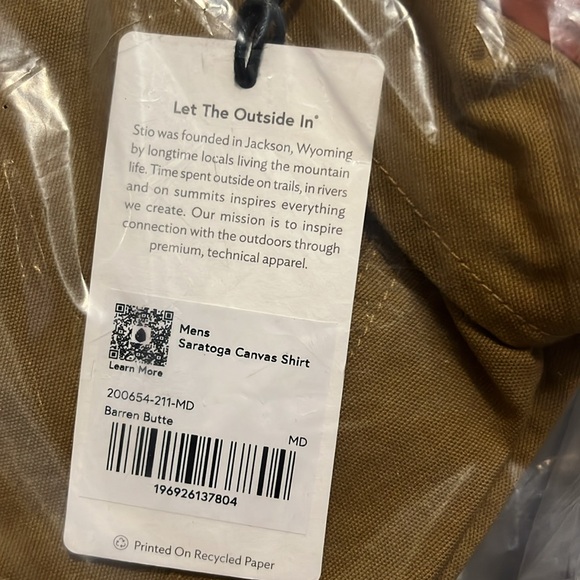 Let The Outside In®
Stio was founded in Jackson, Wyoming
by longtime locals living the mountain
life. Time spent outside on trails, in rivers
and on summits inspires everything
we create. Our mission is to inspire
connection with the outdoors through
premium, technical apparel.
Mens
Saratoga Canvas Shirt
Learn More
200654-211-MD
Barren Butte
MD
196926137804
Printed On Recycled Paper